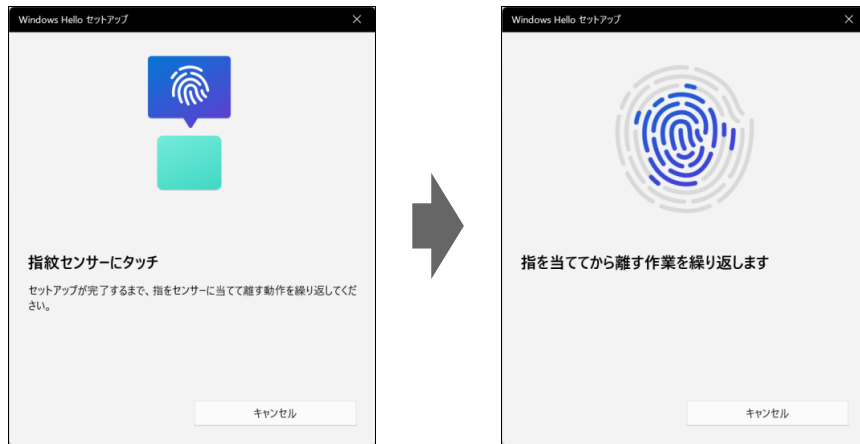 Windows Hello セットアップ
指紋センサーにタッチ
セットアップが完了するまで、指をセンサーに当てて離す動作を繰り返してくだ
さい。
キャンセル
Windows Hello セットアップ
指を当ててから離す作業を繰り返します
キャンセル